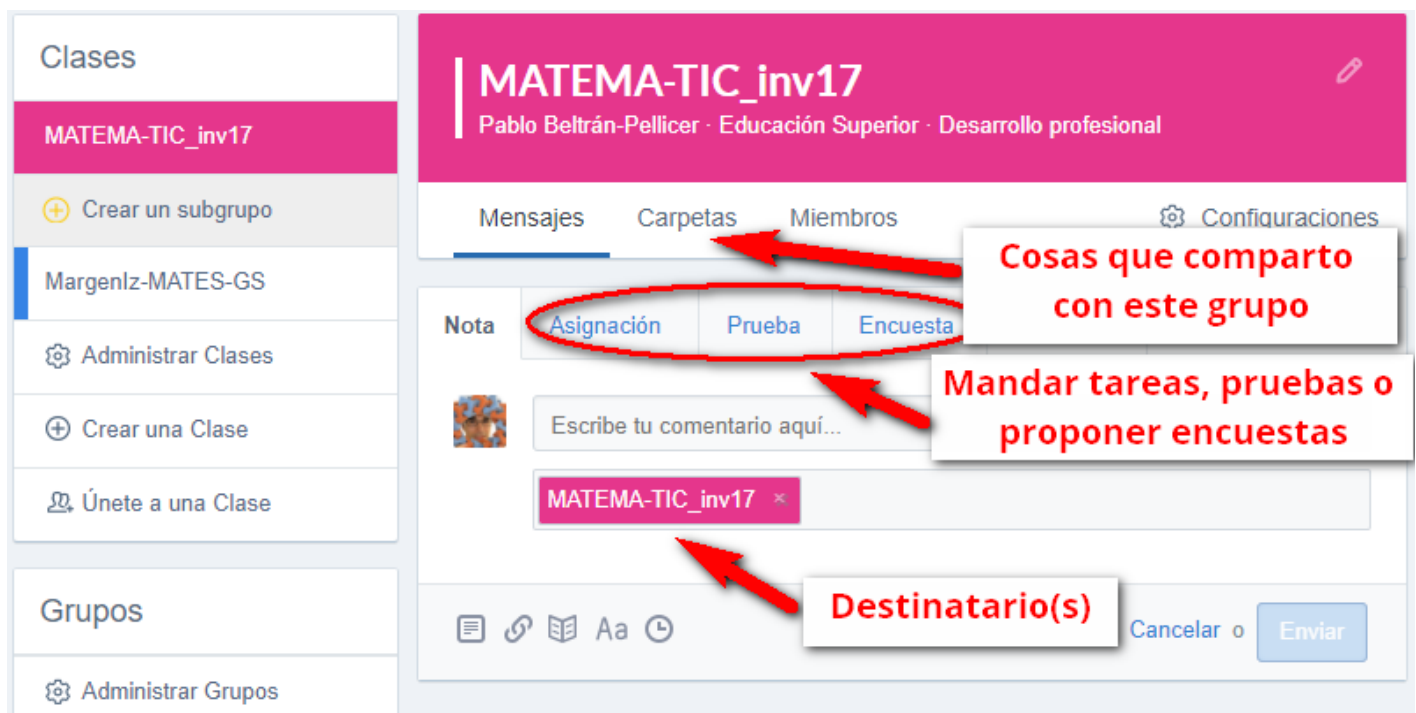 Clases
MATEMA-TIC_inv17
Crear un subgrupo
MargenIz-MATES-GS
Administrar Clases
Crear una Clase
Únete a una Clase
Grupos
Administrar Grupos
MATEMA-TIC_inv17
Pablo Beltrán-Pellicer · Educación Superior · Desarrollo profesional
Mensajes Carpetas Miembros Configuraciones
Cosas que comparto
con este grupo
Nota Asignación Prueba Encuesta
Mandar tareas, pruebas o
proponer encuestas
Escribe tu comentario aquí...
MATEMA-TIC_inv17 ×
Destinatario(s)
Aa
Cancelar o Enviar